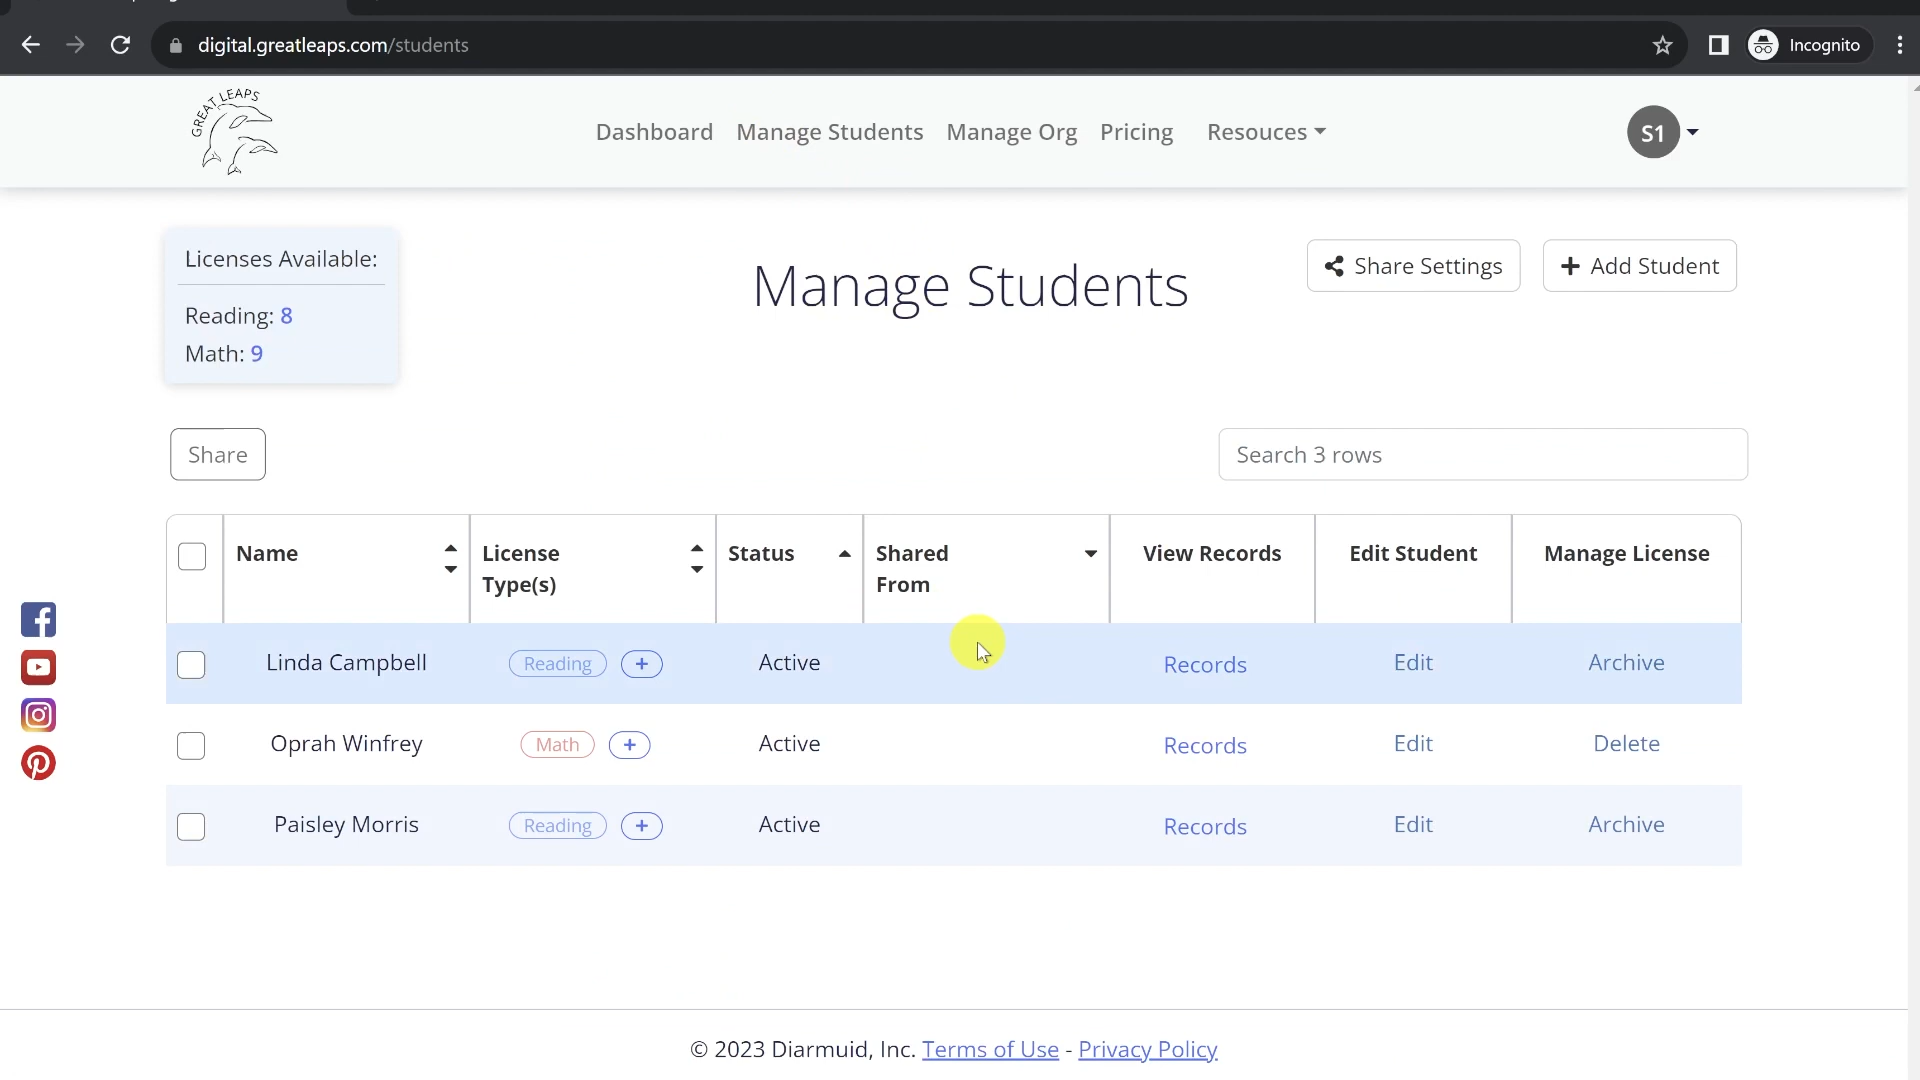 digital.greatleaps.com/students
Incognito
GREAT LEAPS
Dashboard Manage Students Manage Org Pricing Resouces
S1
Licenses Available:
Reading: 8
Math: 9
Manage Students
Share Settings
+ Add Student
Share
Search 3 rows
Name License Type(s) Status Shared From View Records Edit Student Manage License
Linda Campbell Reading + Active Records Edit Archive
Oprah Winfrey Math + Active Records Edit Delete
Paisley Morris Reading + Active Records Edit Archive
© 2023 Diarmuid, Inc. Terms of Use - Privacy Policy